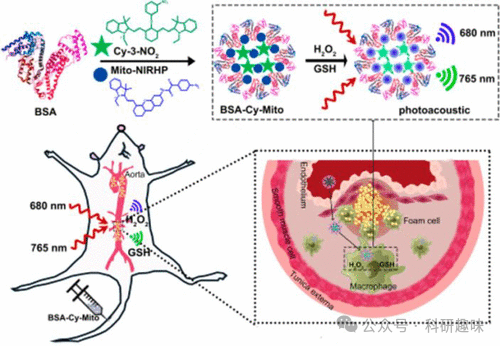 BSA
Cy-3-NO₂
Mito-NIRHP
BSA-Cy-Mito
H₂O₂
GSH
photoacoustic
680 nm
765 nm
Aorta
680 nm
765 nm
H₂O₂
GSH
BSA-Cy-Mito
Endothelium
Smooth muscle cell
Tunica externa
Foam cell
H₂O₂
GSH
Macrophage
公众号·科研趣味